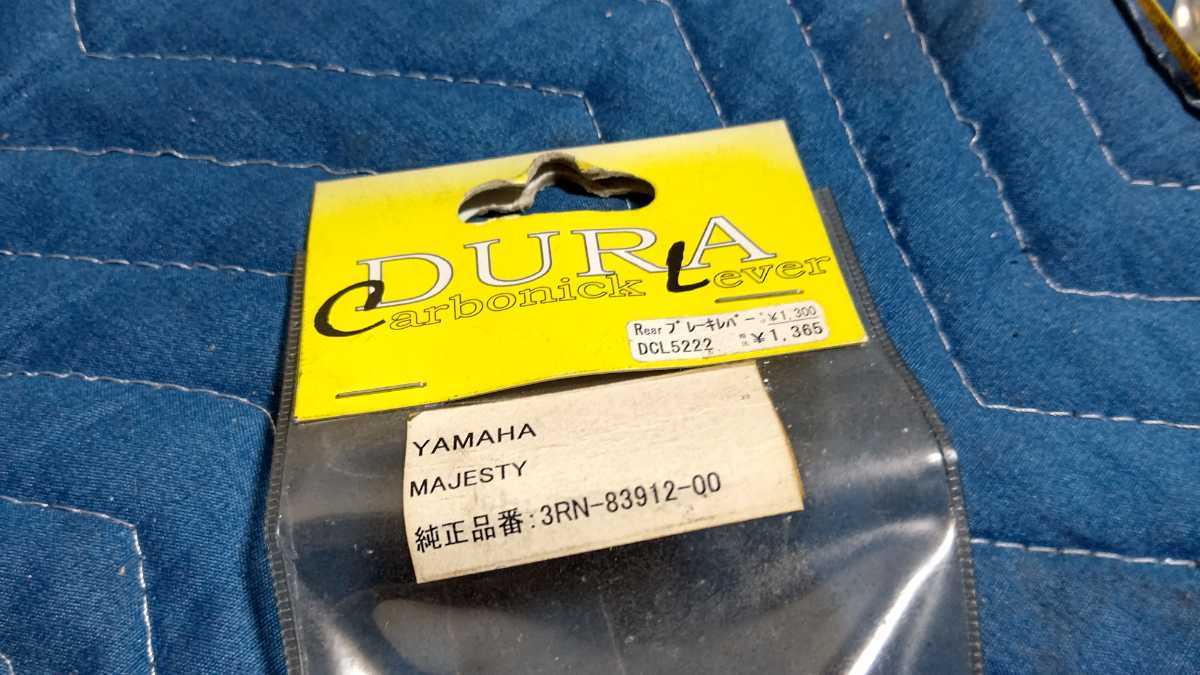 DURA
Carbonick Lever
Rear ブレーキレバー ¥1,300
DCL5222 ¥1,365
YAMAHA
MAJESTY
純正品番:3RN-83912-00